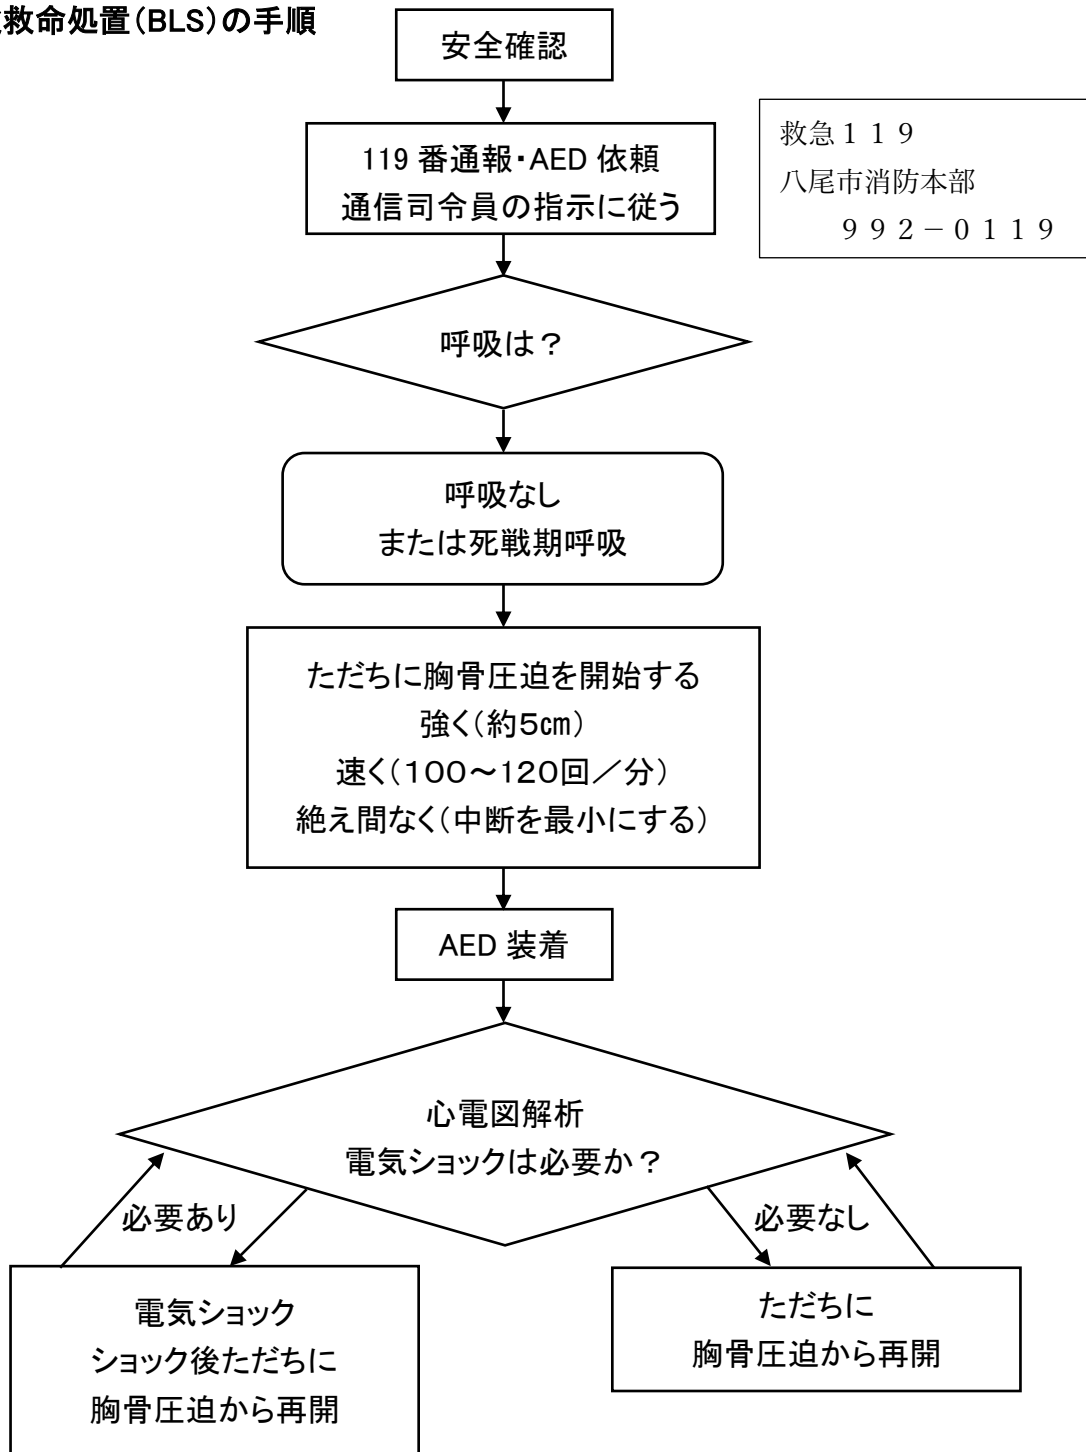 救命処置（BLS）の手順
安全確認
119 番通報・AED 依頼
通信司令員の指示に従う
救急１１９
八尾市消防本部
９９２－０１１９
呼吸は？
呼吸なし
または死戦期呼吸
ただちに胸骨圧迫を開始する
強く（約５㎝）
速く（１００～１２０回／分）
絶え間なく（中断を最小にする）
AED 装着
心電図解析
電気ショックは必要か？
必要あり
必要なし
電気ショック
ショック後ただちに
胸骨圧迫から再開
ただちに
胸骨圧迫から再開